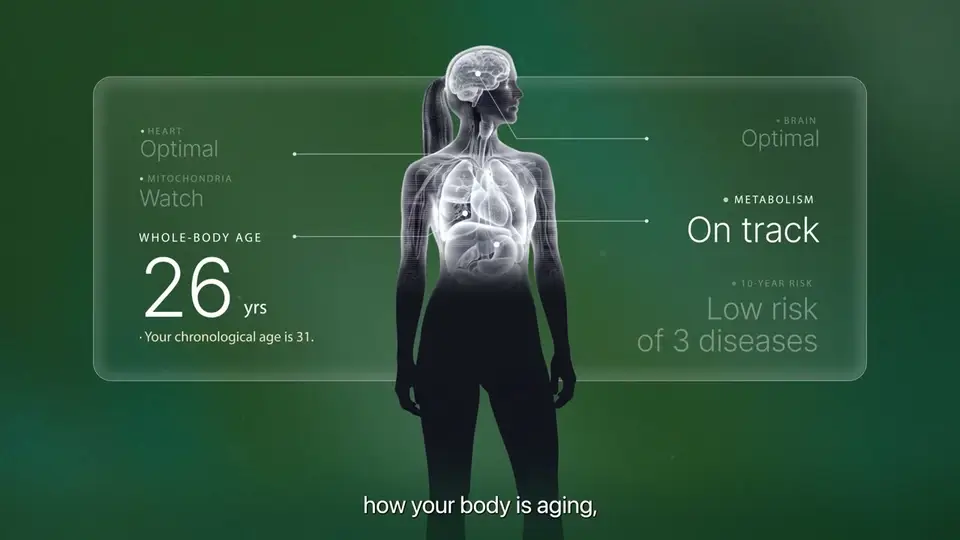 • HEART
Optimal
• MITOCHONDRIA
Watch
WHOLE-BODY AGE
26 yrs
· Your chronological age is 31.
• BRAIN
Optimal
• METABOLISM
On track
• 10-YEAR RISK
Low risk
of 3 diseases
how your body is aging,